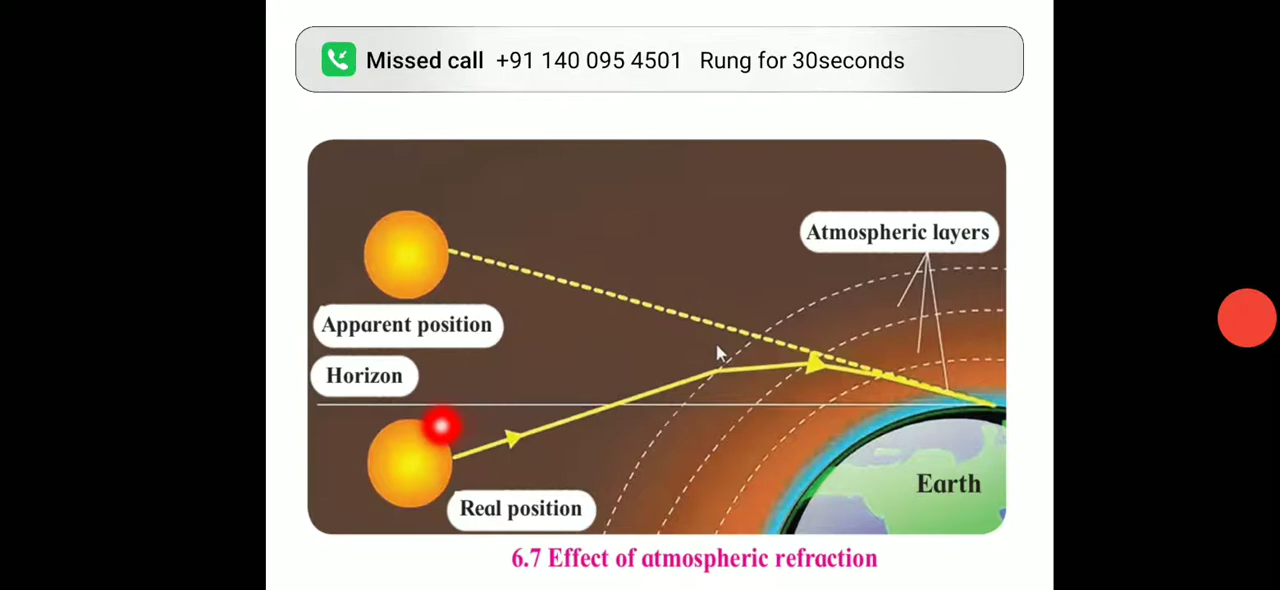 Missed call +91 140 095 4501 Rung for 30seconds
Atmospheric layers
Apparent position
Horizon
Earth
Real position
6.7 Effect of atmospheric refraction